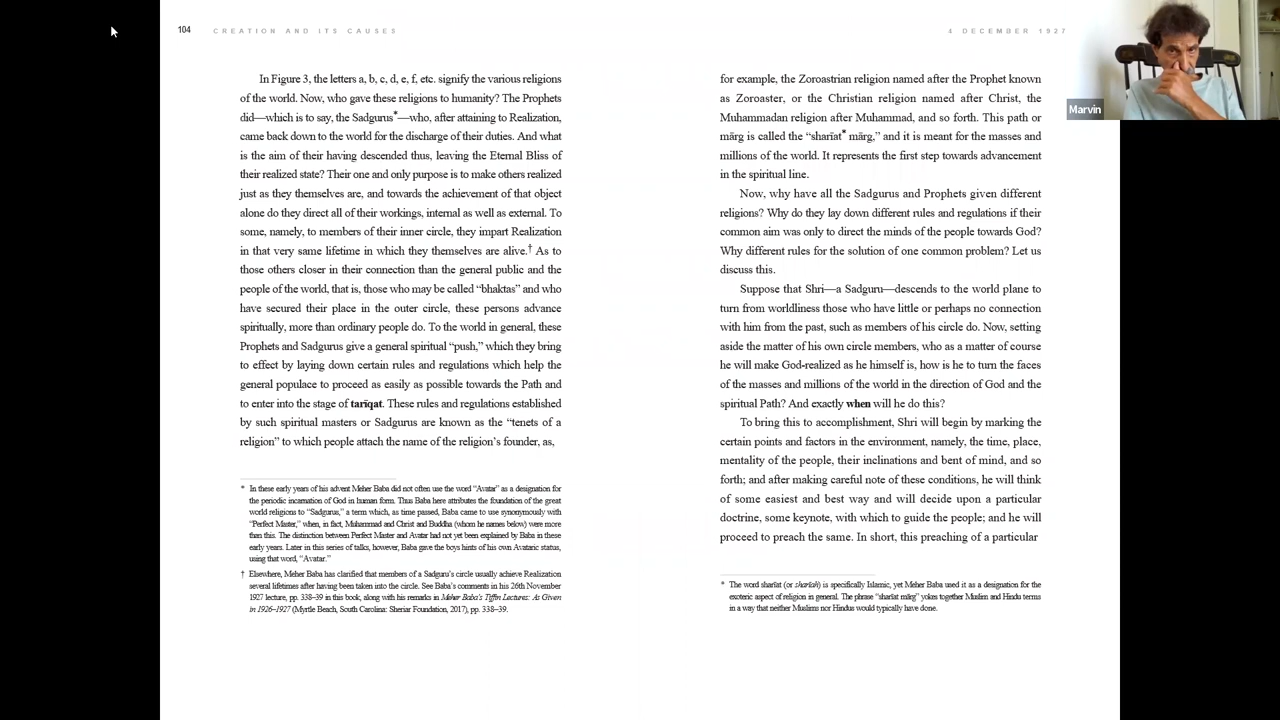 104 CREATION AND ITS CAUSES
In Figure 3, the letters a, b, c, d, e, f, etc. signify the various religions
of the world. Now, who gave these religions to humanity? The Prophets
did—which is to say, the Sadgurus*—who, after attaining to Realization,
came back down to the world for the discharge of their duties. And what
is the aim of their having descended thus, leaving the Eternal Bliss of
their realized state? Their one and only purpose is to make others realized
just as they themselves are, and towards the achievement of that object
alone do they direct all of their workings, internal as well as external. To
some, namely, to members of their inner circle, they impart Realization
in that very same lifetime in which they themselves are alive.† As to
those others closer in their connection than the general public and the
people of the world, that is, those who may be called “bhaktas” and who
have secured their place in the outer circle, these persons advance
spiritually, more than ordinary people do. To the world in general, these
Prophets and Sadgurus give a general spiritual “push,” which they bring
to effect by laying down certain rules and regulations which help the
general populace to proceed as easily as possible towards the Path and
to enter into the stage of tarīqat. These rules and regulations established
by such spiritual masters or Sadgurus are known as the “tenets of a
religion” to which people attach the name of the religion’s founder, as,
* In these early years of his advent Meher Baba did not often use the word “Avatar” as a designation for
the periodic incarnation of God in human form. Thus Baba here attributes the foundation of the great
world religions to “Sadgurus,” a term which, as time passed, Baba came to use synonymously with
“Perfect Master,” when, in fact, Muhammad and Christ and Buddha (whom he names below) were more
than this. The distinction between Perfect Master and Avatar had not yet been explained by Baba in these
early years. Later in this series of talks, however, Baba gave the boys hints of his own Avataric status,
using that word, “Avatar.”
† Elsewhere, Meher Baba has clarified that members of a Sadguru’s circle usually achieve Realization
several lifetimes after having been taken into the circle. See Baba’s comments in his 26th November
1927 lecture, pp. 338–39 in this book, along with his remarks in Meher Baba’s Tiffin Lectures: As Given
in 1926–1927 (Myrtle Beach, South Carolina: Sheriar Foundation, 2017), pp. 338–39.
4 DECEMBER 1927
for example, the Zoroastrian religion named after the Prophet known
as Zoroaster, or the Christian religion named after Christ, the
Muhammadan religion after Muhammad, and so forth. This path or
mārg is called the “sharīat* mārg,” and it is meant for the masses and
millions of the world. It represents the first step towards advancement
in the spiritual line.
Now, why have all the Sadgurus and Prophets given different
religions? Why do they lay down different rules and regulations if their
common aim was only to direct the minds of the people towards God?
Why different rules for the solution of one common problem? Let us
discuss this.
Suppose that Shri—a Sadguru—descends to the world plane to
turn from worldliness those who have little or perhaps no connection
with him from the past, such as members of his circle do. Now, setting
aside the matter of his own circle members, who as a matter of course
he will make God-realized as he himself is, how is he to turn the faces
of the masses and millions of the world in the direction of God and the
spiritual Path? And exactly when will he do this?
To bring this to accomplishment, Shri will begin by marking the
certain points and factors in the environment, namely, the time, place,
mentality of the people, their inclinations and bent of mind, and so
forth; and after making careful note of these conditions, he will think
of some easiest and best way and will decide upon a particular
doctrine, some keynote, with which to guide the people; and he will
proceed to preach the same. In short, this preaching of a particular
* The word sharīat (or sharīah) is specifically Islamic, yet Meher Baba used it as a designation for the
exoteric aspect of religion in general. The phrase “sharīat mārg” yokes together Muslim and Hindu terms
in a way that neither Muslims nor Hindus would typically have done.
Marvin